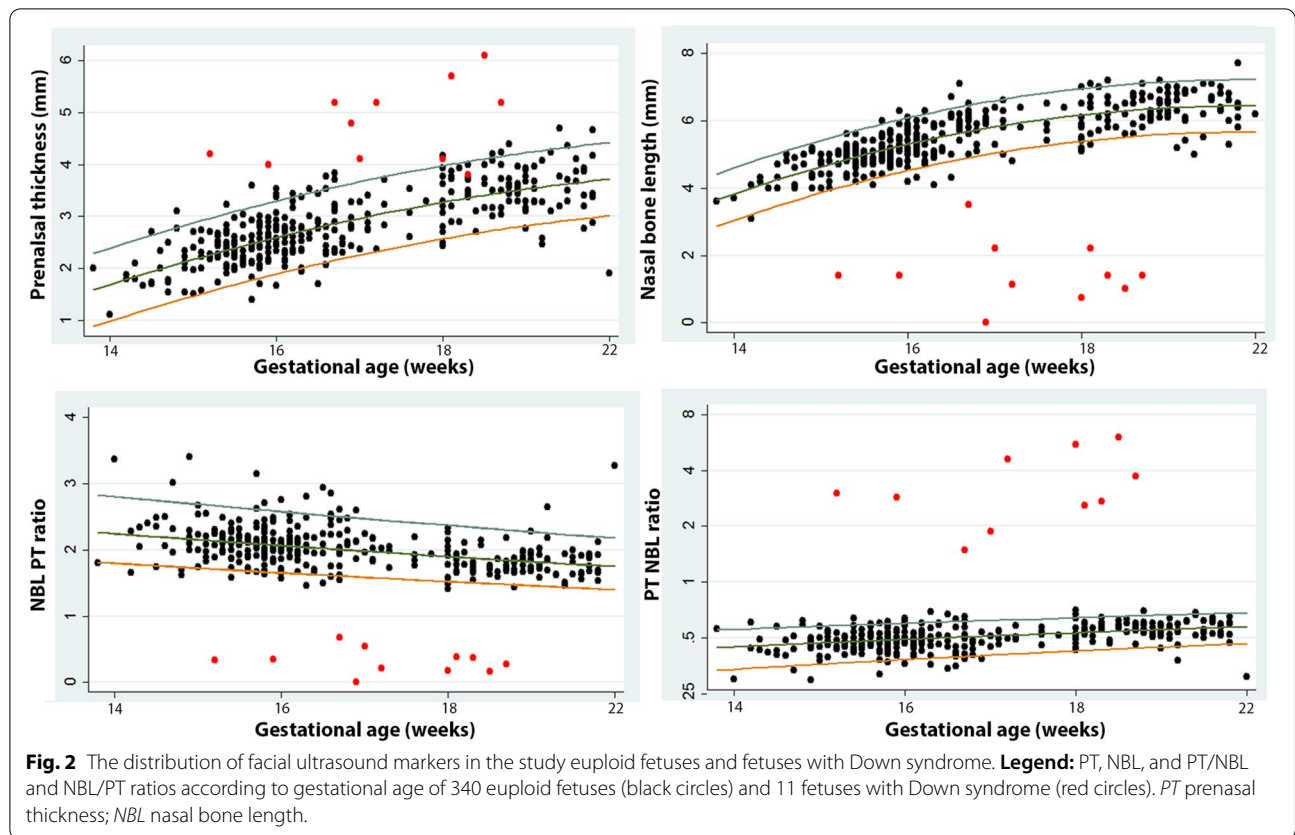 Prenalsal thickness (mm)
6
5
4
3
2
1
14 16 18 22
Gestational age (weeks)
Nasal bone length (mm)
8
6
4
2
0
14 16 18 22
Gestational age (weeks)
NBL PT ratio
4
3
2
1
0
14 16 18 22
Gestational age (weeks)
PT NBL ratio
8
4
2
1
5.5
25
14 16 18 22
Gestational age (weeks)
Fig. 2 The distribution of facial ultrasound markers in the study euploid fetuses and fetuses with Down syndrome. Legend: PT, NBL, and PT/NBL
and NBL/PT ratios according to gestational age of 340 euploid fetuses (black circles) and 11 fetuses with Down syndrome (red circles). PT prenasal
thickness; NBL nasal bone length.